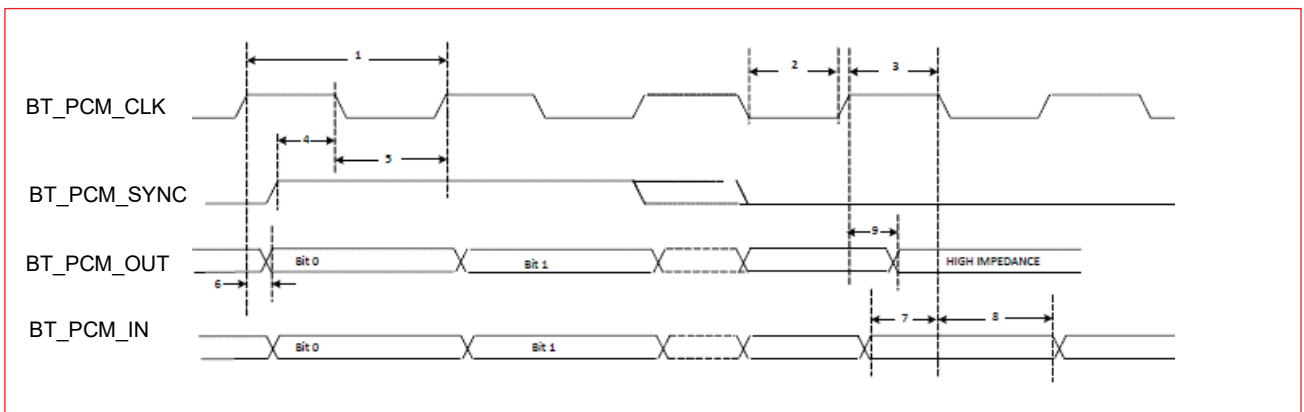 1
2
3
BT_PCM_CLK
4
5
BT_PCM_SYNC
9
BT_PCM_OUT
Bit 0
Bit 1
HIGH IMPEDANCE
6
7
8
BT_PCM_IN
Bit 0
Bit 1